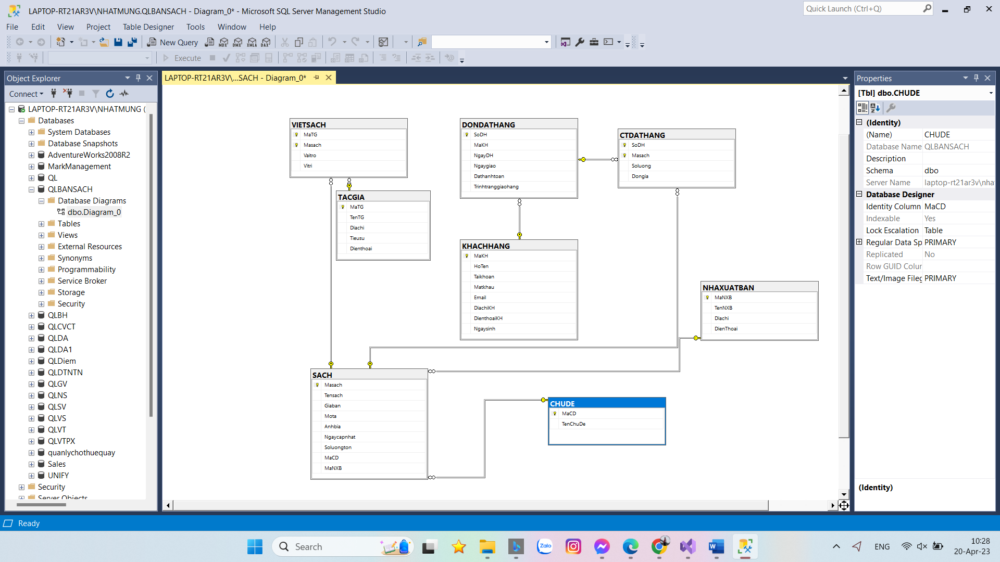 LAPTOP-RT21AR3V\NHATMUNG.QLBANSACH - Diagram_0* - Microsoft SQL Server Management Studio
Quick Launch (Ctrl+Q)
File Edit View Project Table Designer Tools Window Help
New Query MDX DMX XMLA DAX
Execute
Object Explorer
Connect
LAPTOP-RT21AR3V\NHATMUNG (
Databases
System Databases
Database Snapshots
AdventureWorks2008R2
MarkManagement
QL
QLBANSACH
Database Diagrams
dbo.Diagram_0
Tables
Views
External Resources
Synonyms
Programmability
Service Broker
Storage
Security
QLBH
QLCVCT
QLDA
QLDA1
QLDiem
QLDTNTN
QLGV
QLNS
QLSV
QLVS
QLVT
QLVTPX
quanlychothuequay
Sales
UNIFY
Security
Server Objects
LAPTOP-RT21AR3V\...SACH - Diagram_0*
VIETSACH
MaTG
Masach
Vaitro
Vitri
TACGIA
MaTG
TenTG
Diachi
Tieusu
Dienthoai
DONDATHANG
SoDH
MaKH
NgayDH
Ngaygiao
Dathanhtoan
Trinhtranggiaohang
CTDATHANG
SoDH
Masach
Soluong
Dongia
KHACHHANG
MaKH
HoTen
Taikhoan
Matkhau
Email
DiachiKH
DienthoaiKH
Ngaysinh
NHAXUATBAN
MaNXB
TenNXB
Diachi
DienThoai
SACH
Masach
Tensach
Giaban
Mota
Anhbia
Ngaycapnhat
Soluongton
MaCD
MaNXB
CHUDE
MaCD
TenChuDe
Properties
[Tbl] dbo.CHUDE
(Identity)
(Name) CHUDE
Database Name QLBANSACH
Description
Schema dbo
Server Name laptop-rt21ar3v\nha
Database Designer
Identity Column MaCD
Indexable Yes
Lock Escalation Table
Regular Data Sp PRIMARY
Replicated No
Row GUID Colur
Text/Image Fileg PRIMARY
(Identity)
Ready
Search
Zalo
ENG
10:28
20-Apr-23